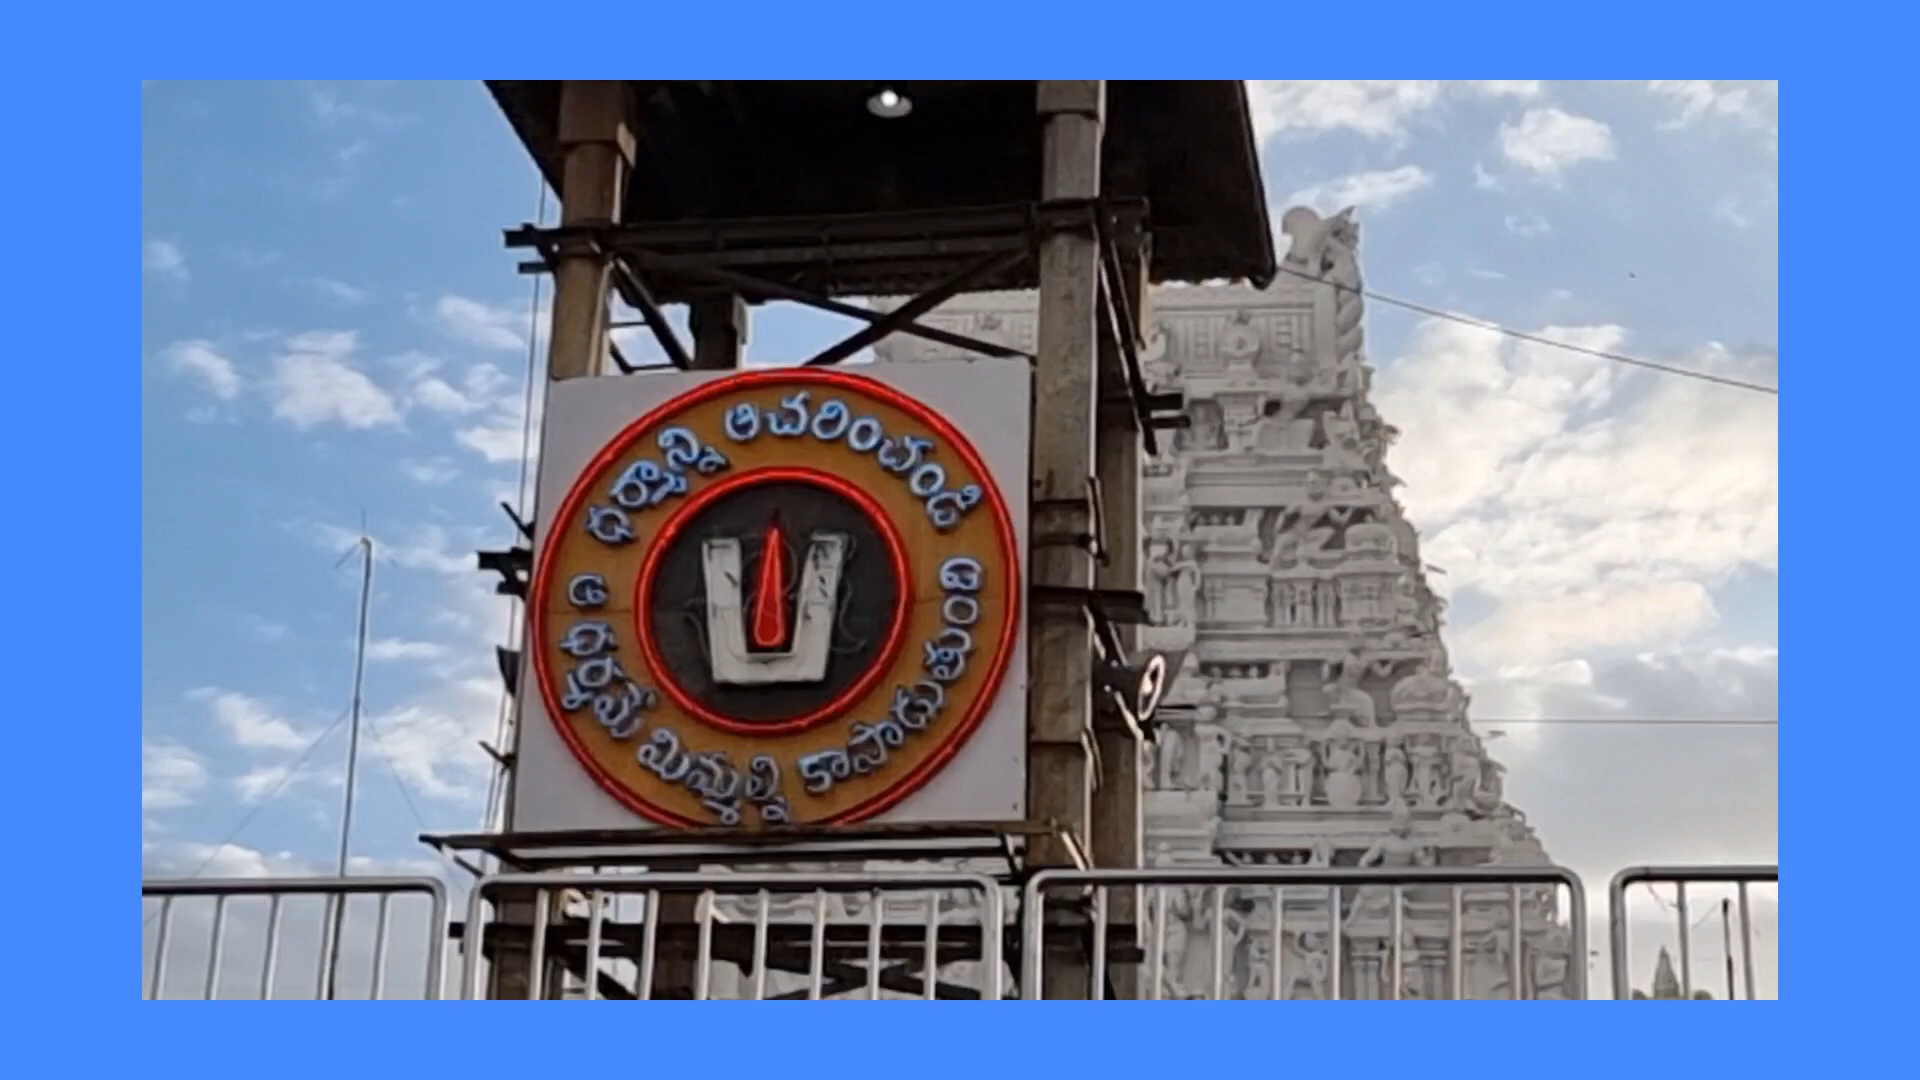 ధర్మాన్ని ఆచరించండి
ఆ ధర్మమే మిమ్మల్ని కాపాడుతుంది